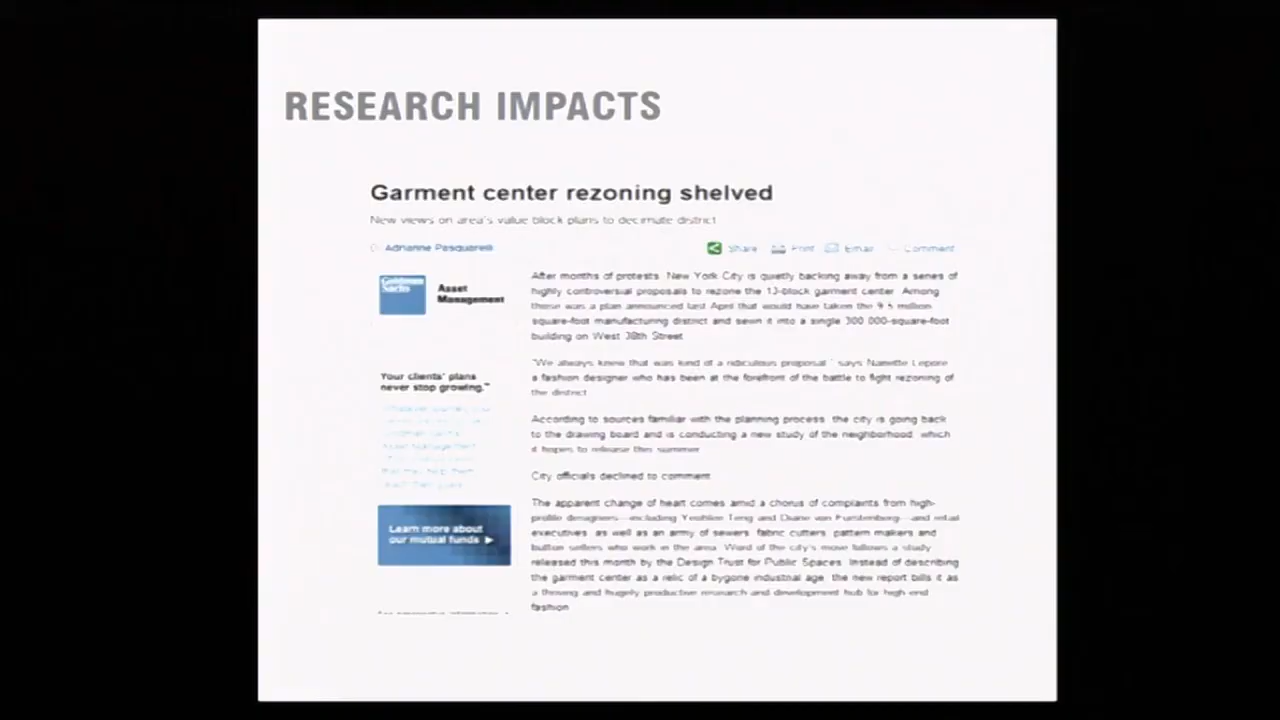 RESEARCH IMPACTS
Garment center rezoning shelved
New views on area's value block plans to decimate district
Adrianne Pasquarelli
Share Print Email Comment
Goldman
Sachs
Asset
Management
Your clients' plans
never stop growing.™
Learn more about
our mutual funds ►
After months of protests, New York City is quietly backing away from a series of
highly controversial proposals to rezone the 13-block garment center. Among
those was a plan announced last April that would have taken the 9.5 million-
square-foot manufacturing district and sewn it into a single 300,000-square-foot
building on West 38th Street.
"We always knew that was kind of a ridiculous proposal," says Nanette Lepore,
a fashion designer who has been at the forefront of the battle to fight rezoning of
the district.
According to sources familiar with the planning process, the city is going back
to the drawing board and is conducting a new study of the neighborhood, which
it hopes to release this summer.
City officials declined to comment.
The apparent change of heart comes amid a chorus of complaints from high-
profile designers—including Yeohlee Teng and Diane von Furstenberg—and retail
executives, as well as an army of sewers, fabric cutters, pattern makers and
button sellers who work in the area. Word of the city's move follows a study
released this month by the Design Trust for Public Spaces. Instead of describing
the garment center as a relic of a bygone industrial age, the new report bills it as
a thriving and hugely productive research and development hub for high-end
fashion.